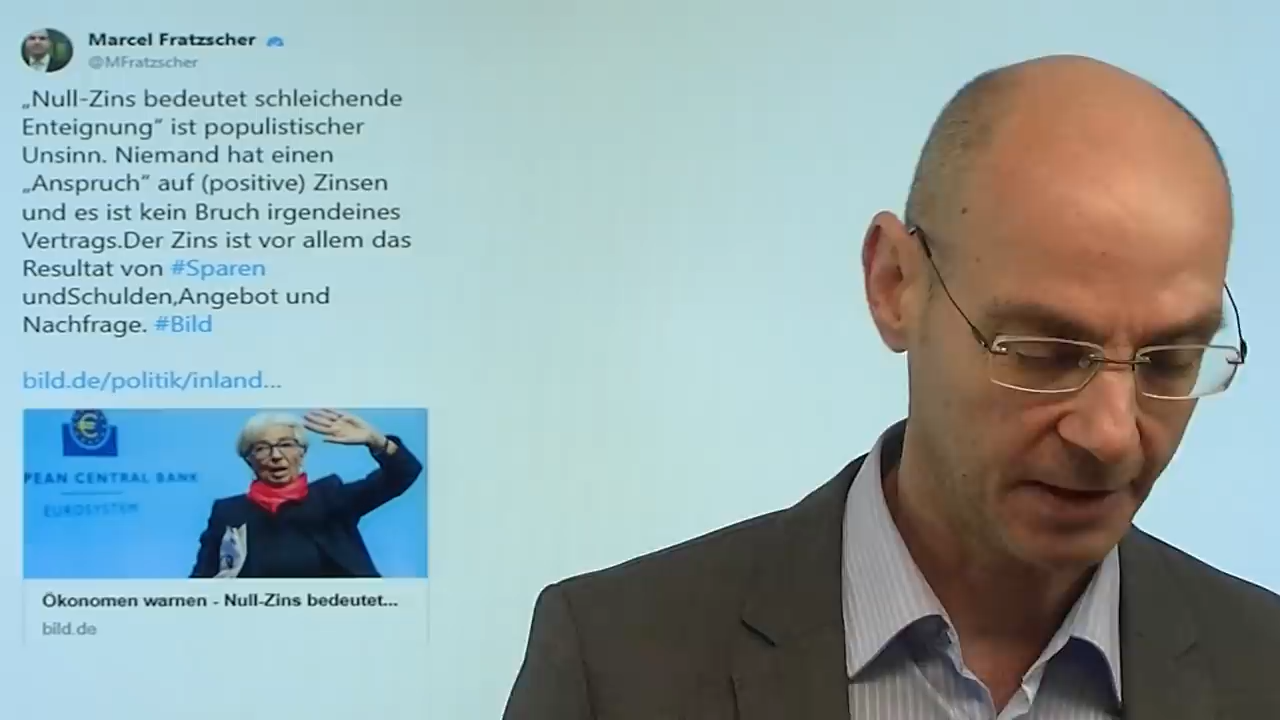 Marcel Fratzscher
@MFratzscher
„Null-Zins bedeutet schleichende
Enteignung“ ist populistischer
Unsinn. Niemand hat einen
„Anspruch“ auf (positive) Zinsen
und es ist kein Bruch irgendeines
Vertrags.Der Zins ist vor allem das
Resultat von #Sparen
undSchulden,Angebot und
Nachfrage. #Bild
bild.de/politik/inland...
PEAN CENTRAL BANK
EUROSYSTEM
Ökonomen warnen - Null-Zins bedeutet...
bild.de